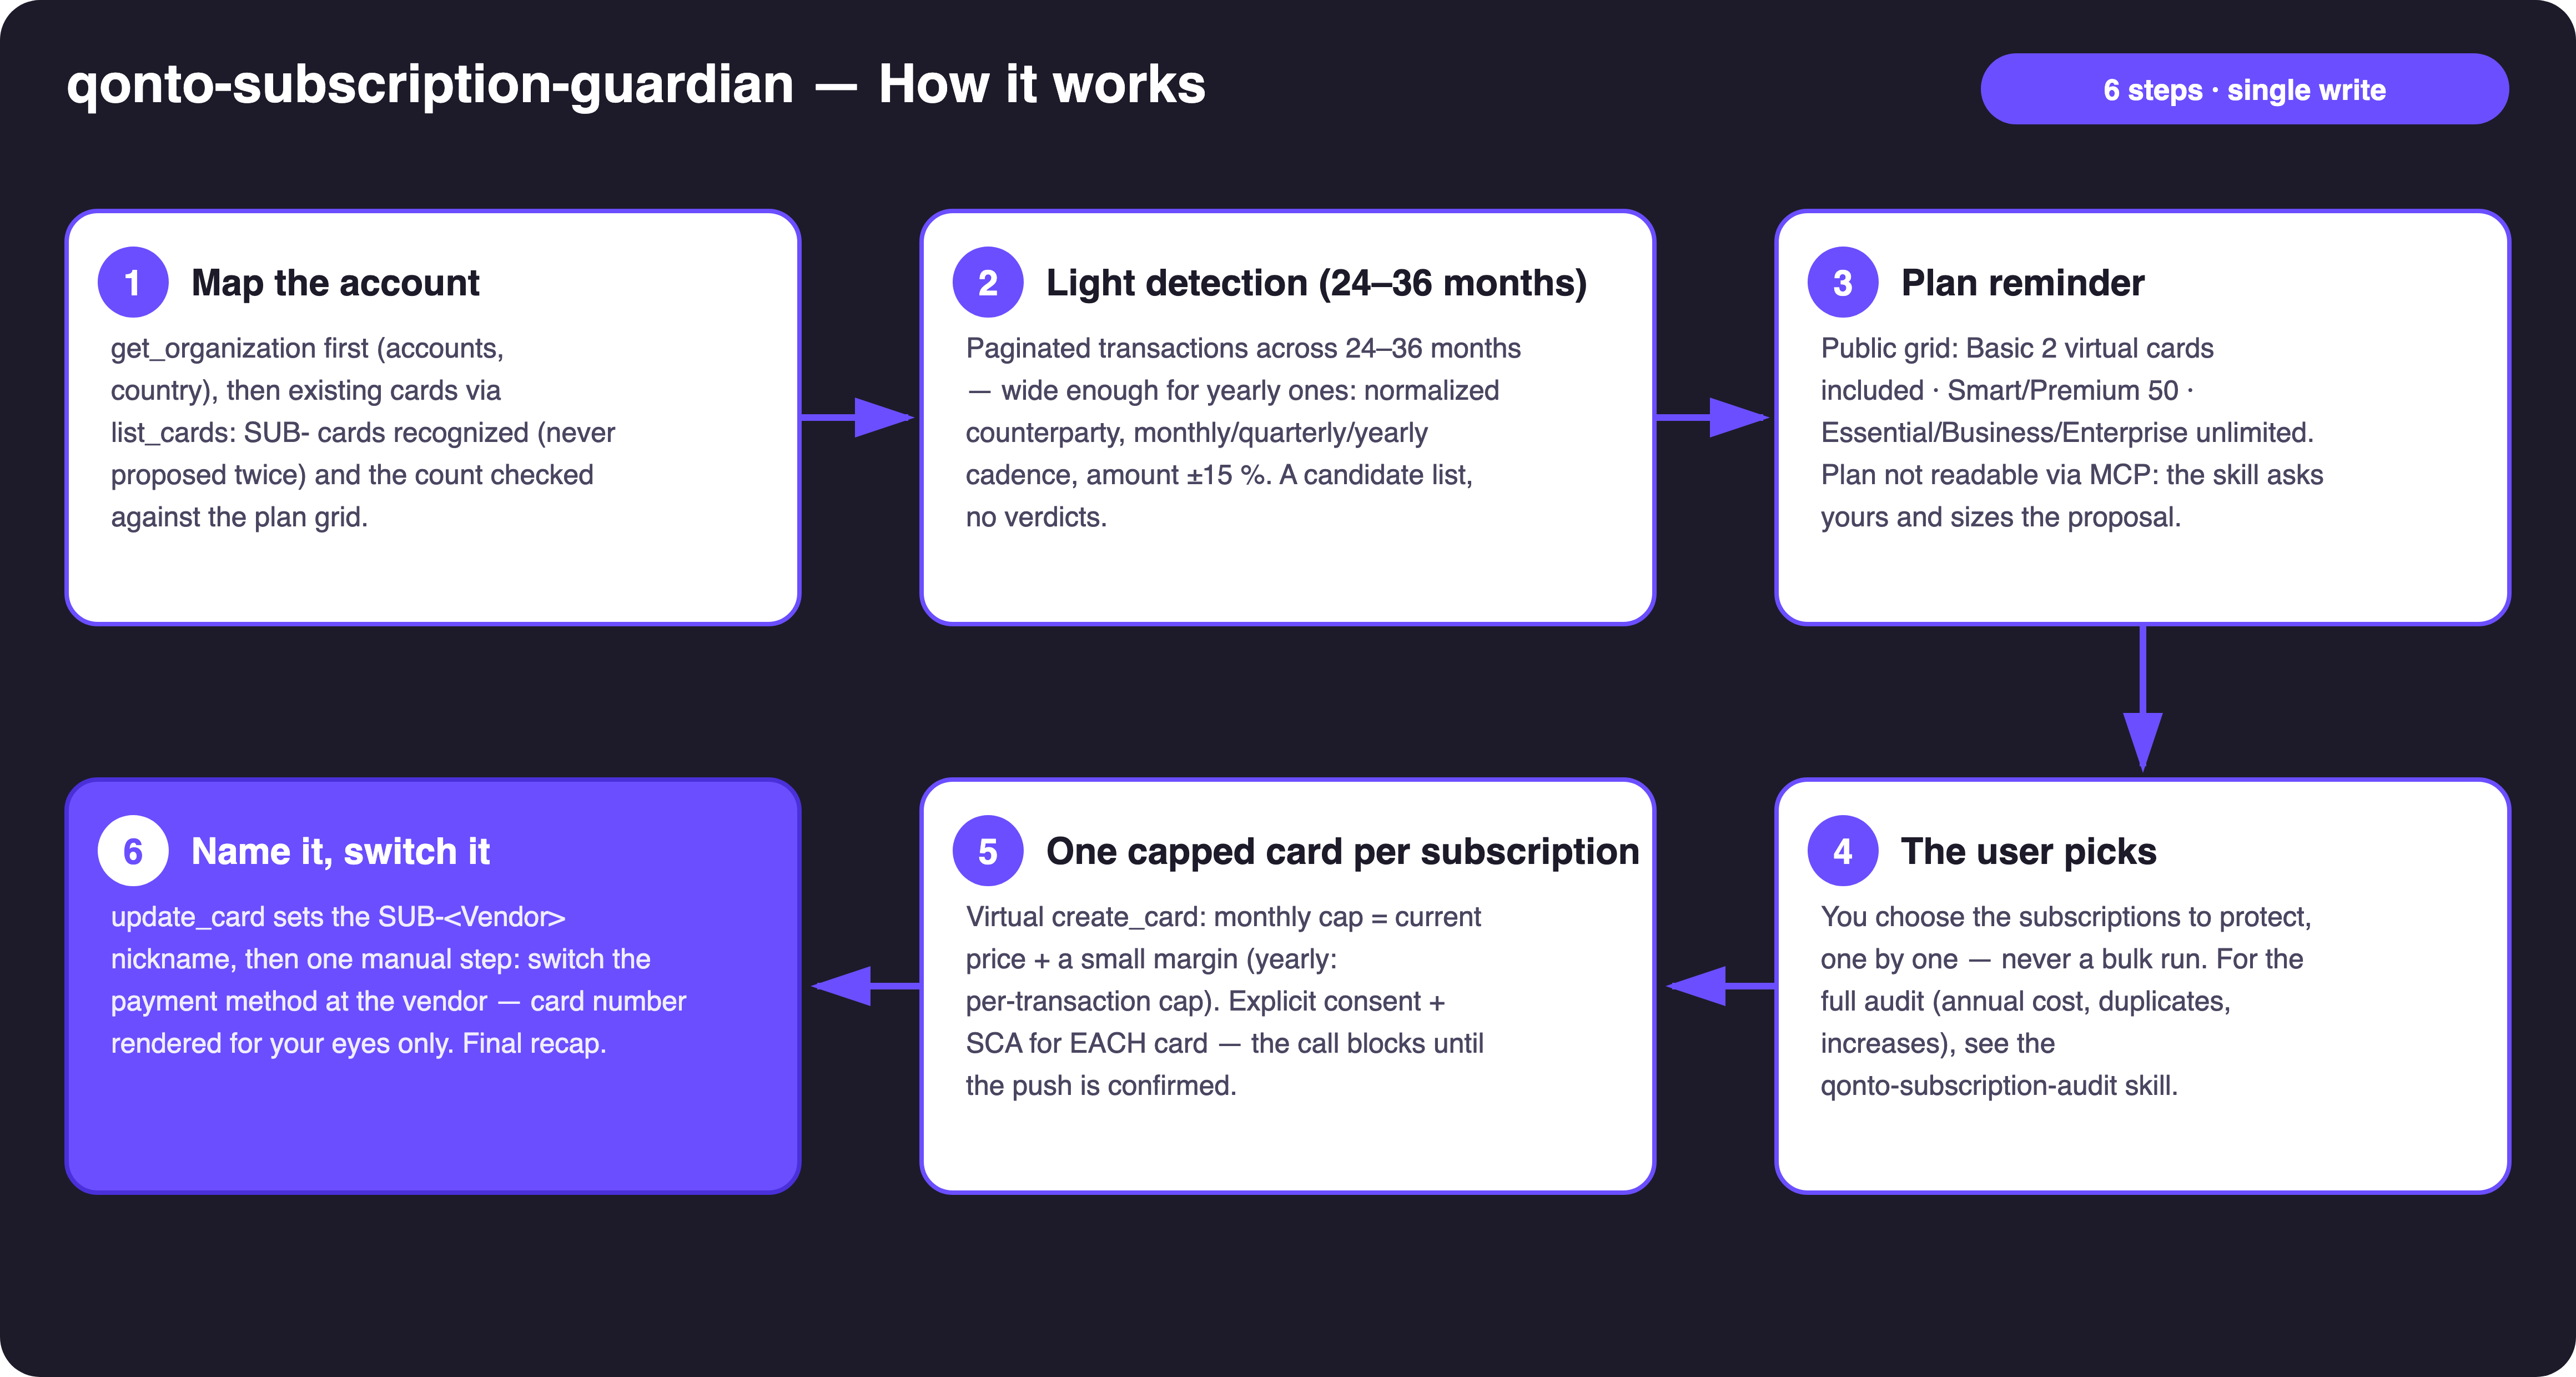 qonto-subscription-guardian — How it works
6 steps · single write
1
Map the account
get_organization first (accounts,
country), then existing cards via
list_cards: SUB- cards recognized (never
proposed twice) and the count checked
against the plan grid.
2
Light detection (24–36 months)
Paginated transactions across 24–36 months
— wide enough for yearly ones: normalized
counterparty, monthly/quarterly/yearly
cadence, amount ±15 %. A candidate list,
no verdicts.
3
Plan reminder
Public grid: Basic 2 virtual cards
included · Smart/Premium 50 ·
Essential/Business/Enterprise unlimited.
Plan not readable via MCP: the skill asks
yours and sizes the proposal.
4
The user picks
You choose the subscriptions to protect,
one by one — never a bulk run. For the
full audit (annual cost, duplicates,
increases), see the
qonto-subscription-audit skill.
5
One capped card per subscription
Virtual create_card: monthly cap = current
price + a small margin (yearly:
per-transaction cap). Explicit consent +
SCA for EACH card — the call blocks until
the push is confirmed.
6
Name it, switch it
update_card sets the SUB-<Vendor>
nickname, then one manual step: switch the
payment method at the vendor — card number
rendered for your eyes only. Final recap.